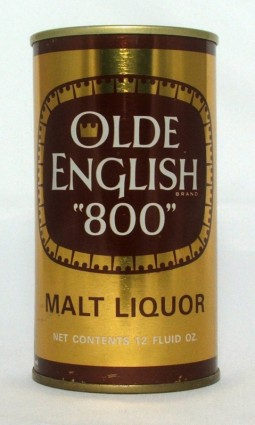 OLDE
ENGLISH
BRAND
"800"
MALT LIQUOR
NET CONTENTS 12 FLUID OZ.